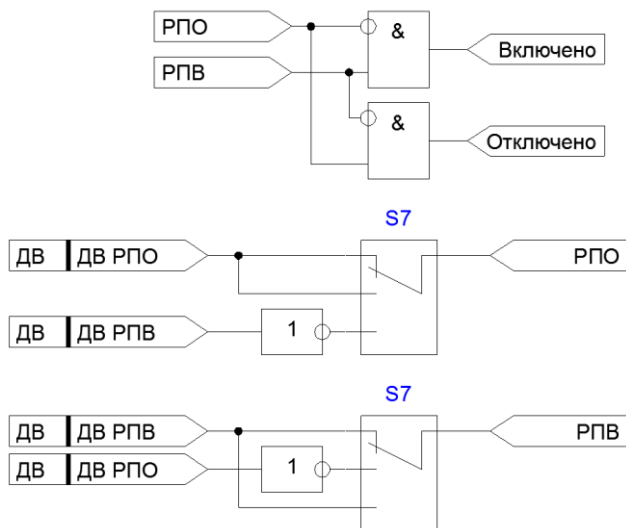 РПО
&
Включено
РПВ
&
Отключено
S7
ДВ ДВ РПО
РПО
ДВ ДВ РПВ
1
S7
ДВ ДВ РПВ
РПВ
ДВ ДВ РПО
1